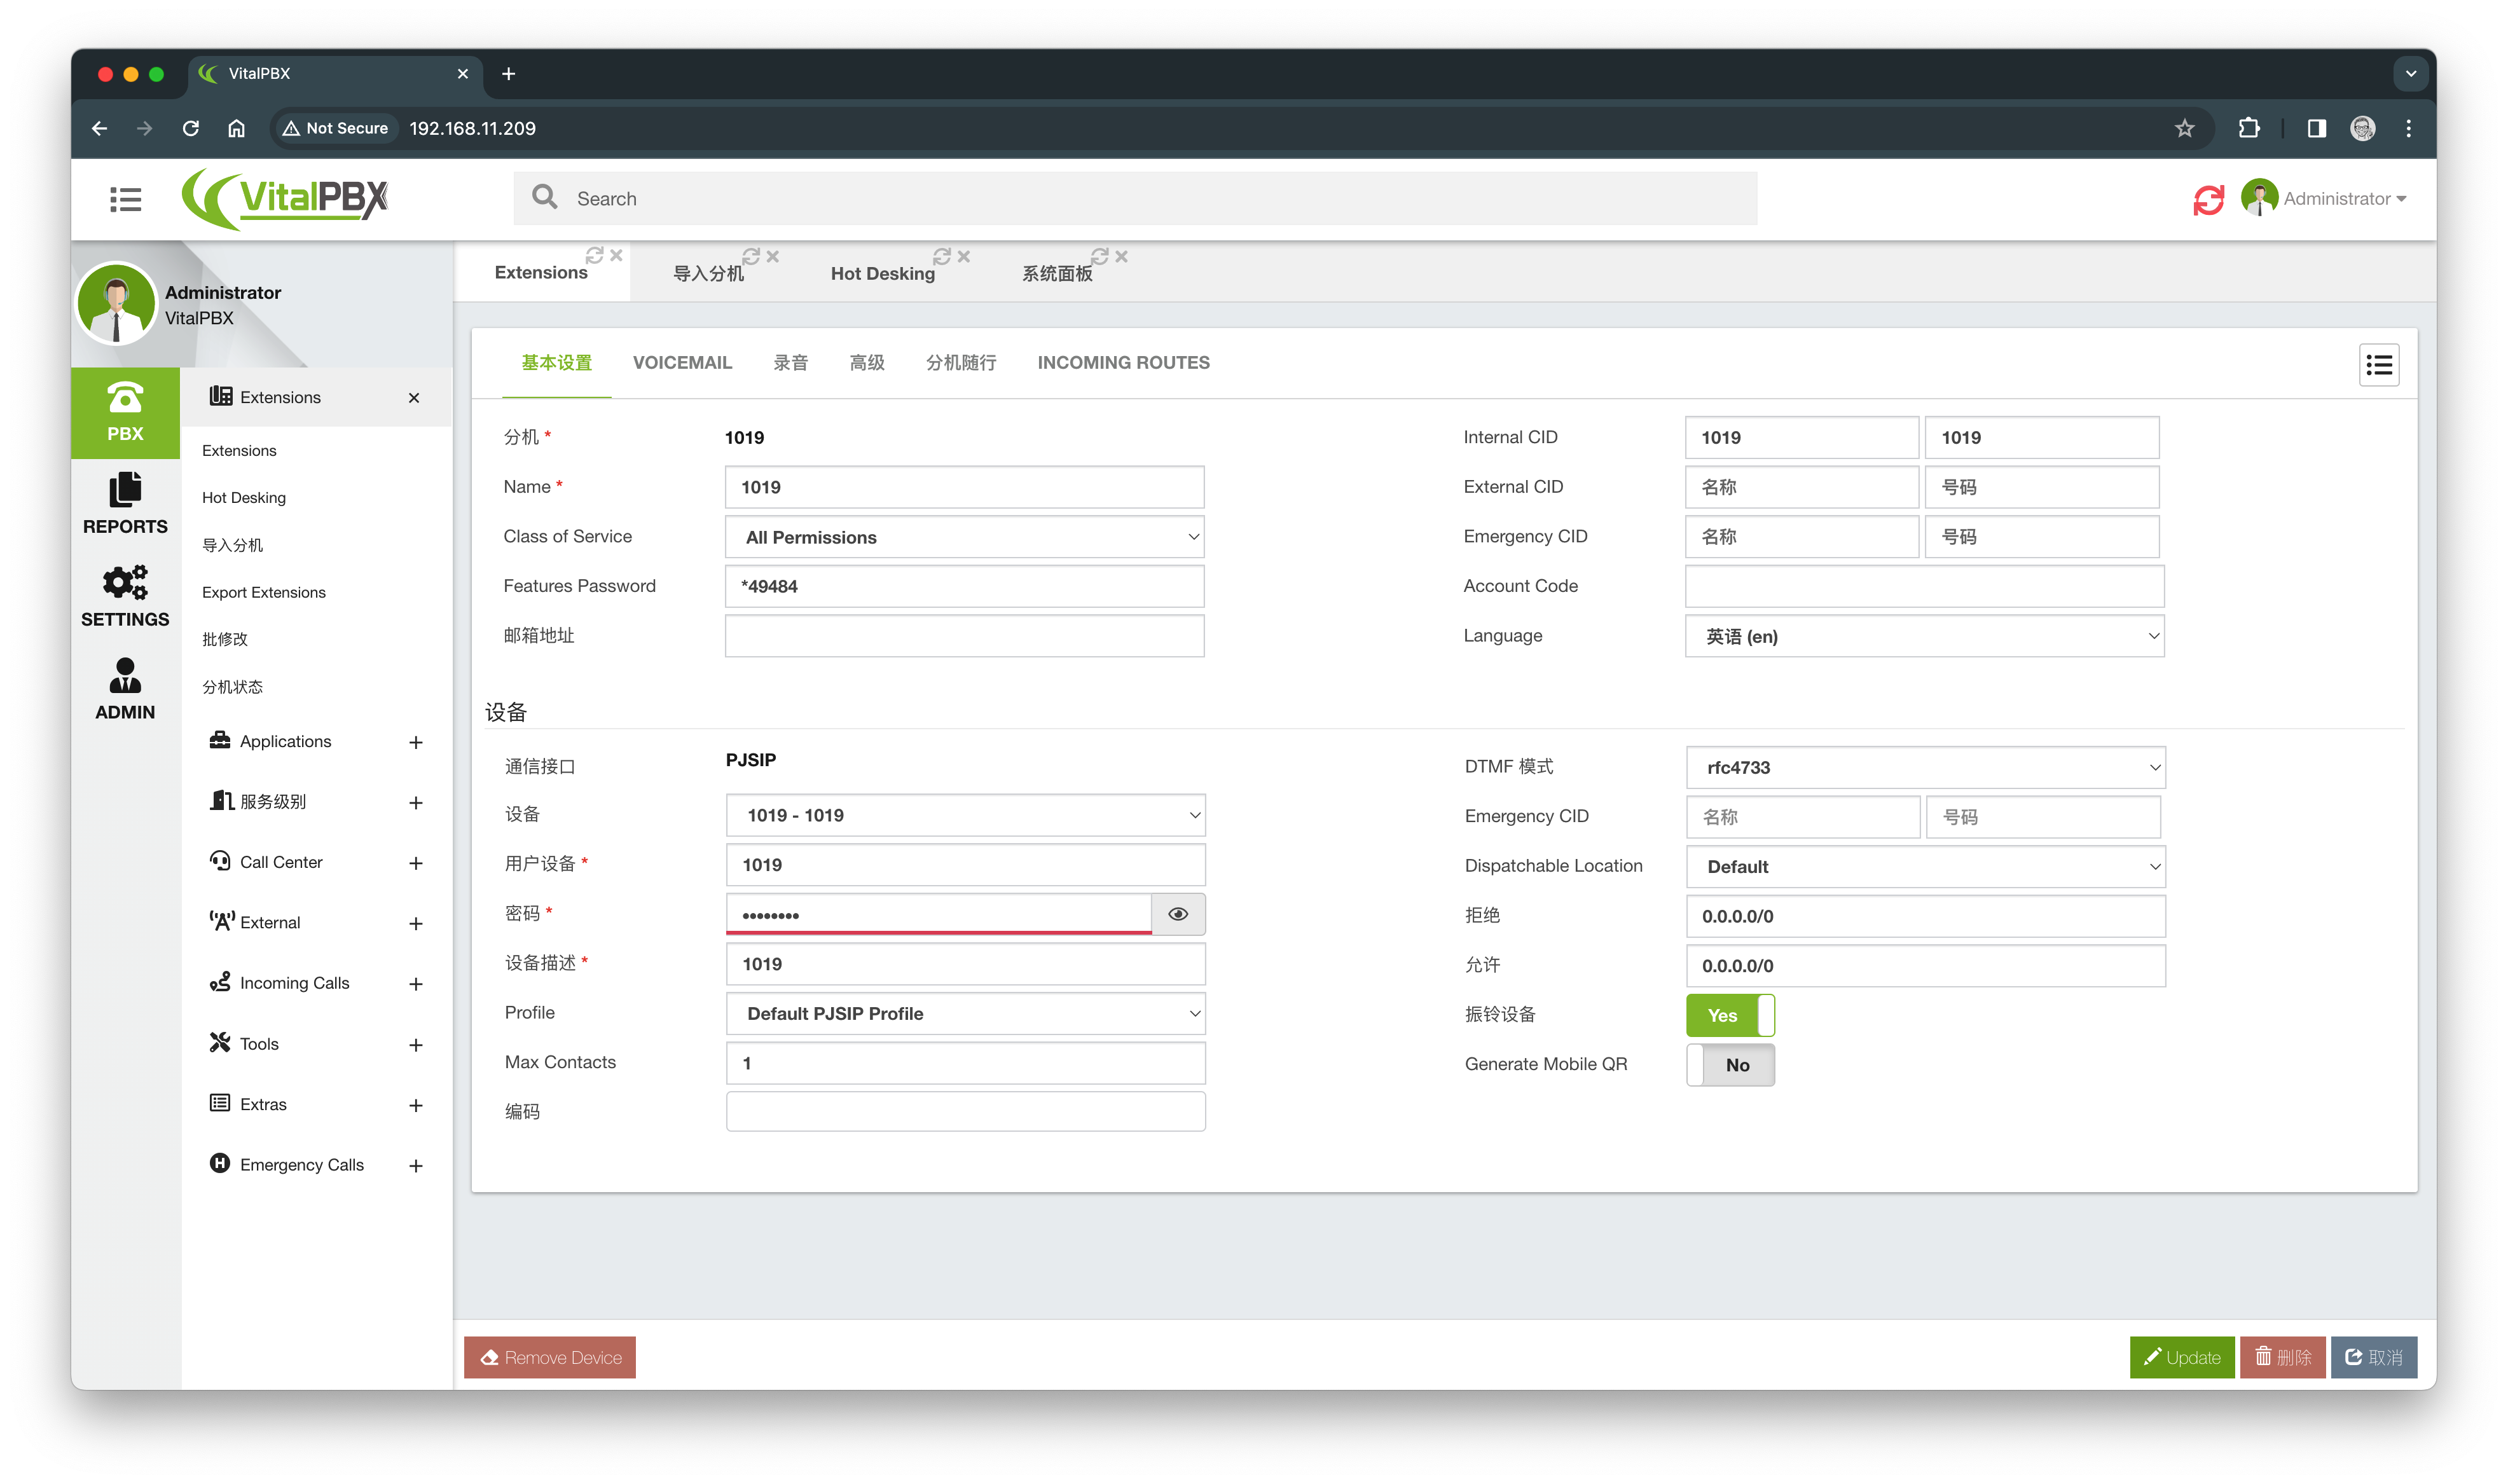 VitalPBX
Not Secure 192.168.11.209
VitalPBX
Search
Administrator
Administrator
VitalPBX
PBX
REPORTS
SETTINGS
ADMIN
Extensions
Extensions
Hot Desking
导入分机
Export Extensions
批修改
分机状态
Applications
服务级别
Call Center
External
Incoming Calls
Tools
Extras
Emergency Calls
Extensions 导入分机 Hot Desking 系统面板
基本设置 VOICEMAIL 录音 高级 分机随行 INCOMING ROUTES
分机 * 1019
Name * 1019
Class of Service All Permissions
Features Password *49484
邮箱地址
Internal CID 1019 1019
External CID 名称 号码
Emergency CID 名称 号码
Account Code
Language 英语 (en)
设备
通信接口 PJSIP
设备 1019 - 1019
用户设备 * 1019
密码 * ••••••••
设备描述 * 1019
Profile Default PJSIP Profile
Max Contacts 1
编码
DTMF 模式 rfc4733
Emergency CID 名称 号码
Dispatchable Location Default
拒绝 0.0.0.0/0
允许 0.0.0.0/0
振铃设备 Yes
Generate Mobile QR No
Remove Device Update 删除 取消